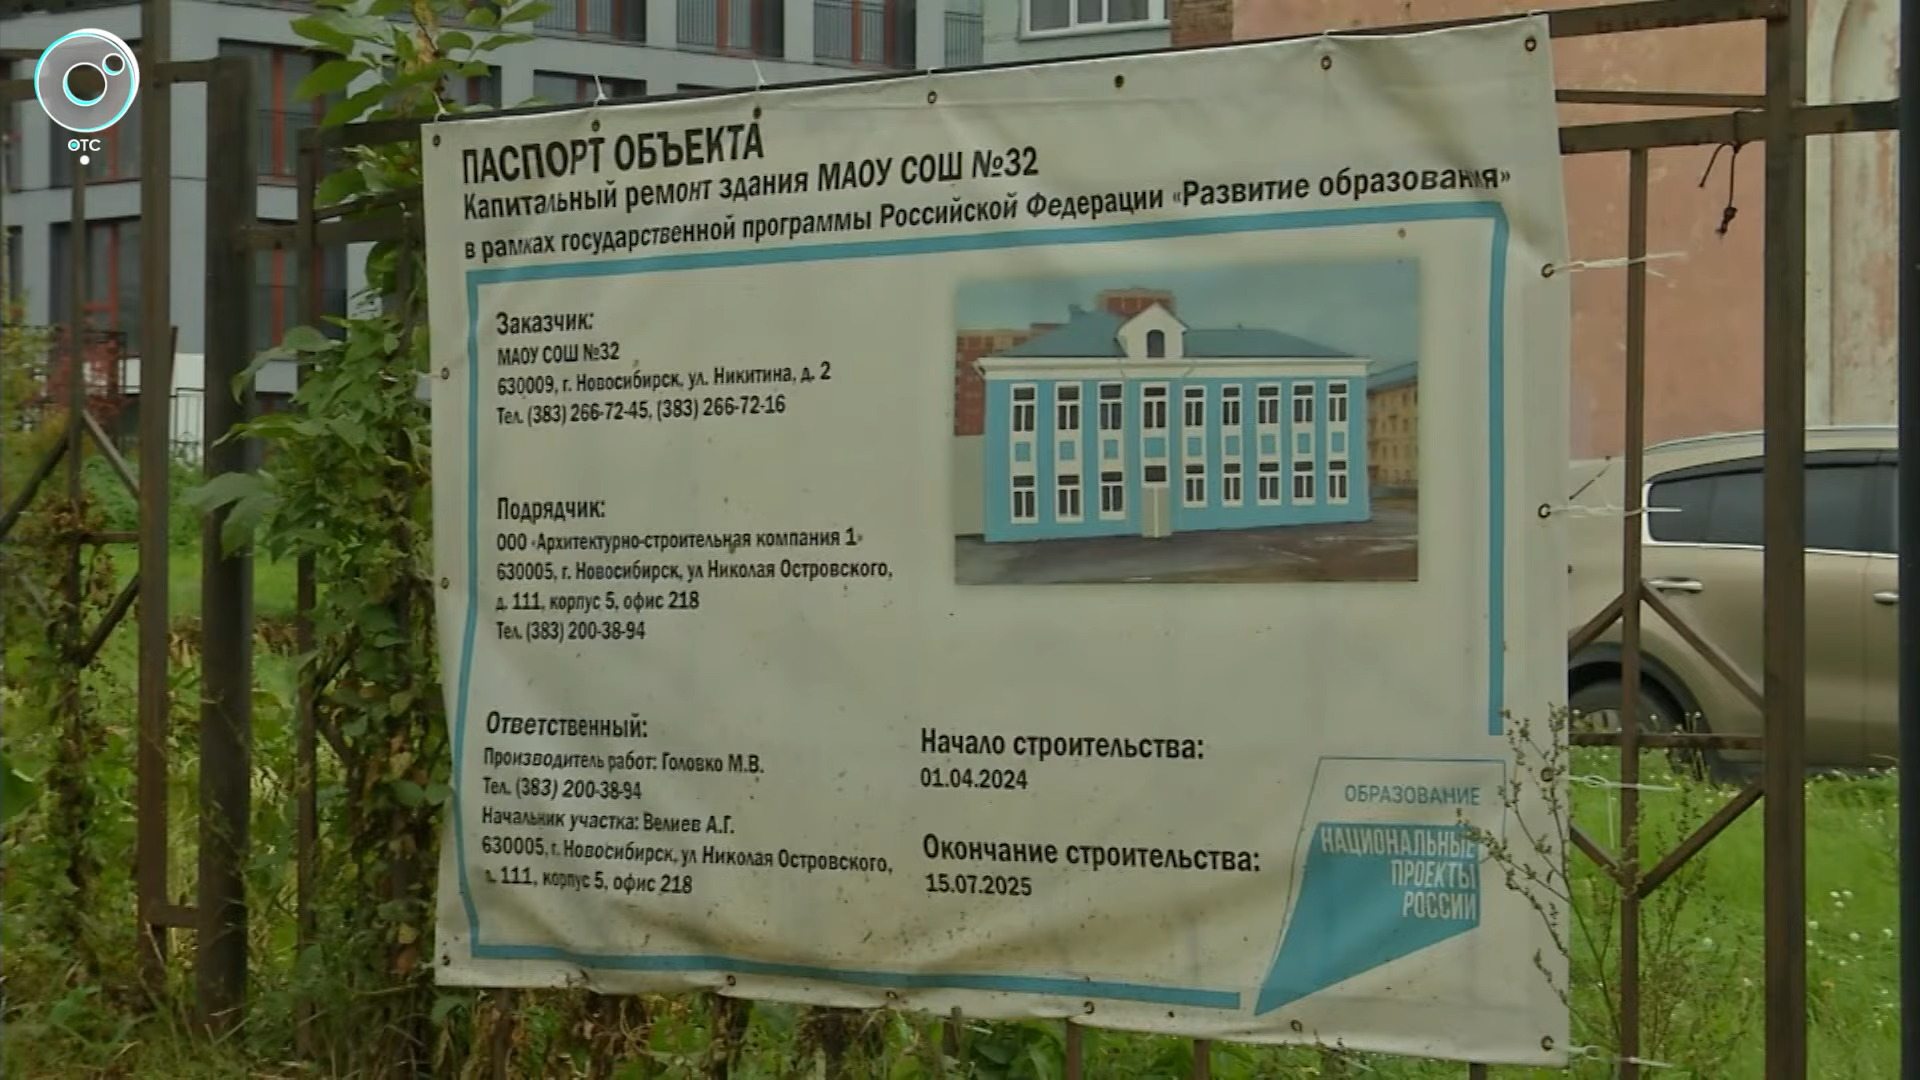 ОТС
ПАСПОРТ ОБЪЕКТА
Капитальный ремонт здания МАОУ СОШ №32
в рамках государственной программы Российской Федерации «Развитие образования»
Заказчик:
МАОУ СОШ №32
630009, г. Новосибирск, ул. Никитина, д. 2
Тел. (383) 266-72-45, (383) 266-72-16
Подрядчик:
ООО «Архитектурно-строительная компания 1»
630005, г. Новосибирск, ул Николая Островского,
д. 111, корпус 5, офис 218
Тел. (383) 200-38-94
Ответственный:
Производитель работ: Головко М.В.
Тел. (383) 200-38-94
Начальник участка: Велиев А.Г.
630005, г. Новосибирск, ул Николая Островского,
д. 111, корпус 5, офис 218
Начало строительства:
01.04.2024
Окончание строительства:
15.07.2025
ОБРАЗОВАНИЕ
НАЦИОНАЛЬНЫЕ
ПРОЕКТЫ
РОССИИ